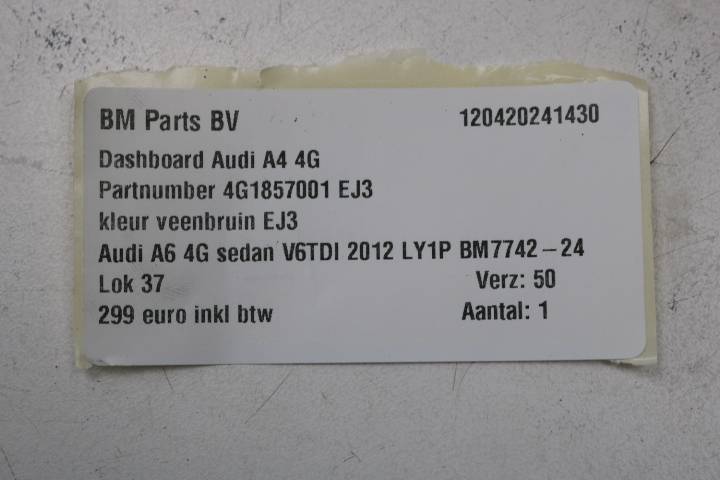 BM Parts BV 120420241430
Dashboard Audi A4 4G
Partnumber 4G1857001 EJ3
kleur veenbruin EJ3
Audi A6 4G sedan V6TDI 2012 LY1P BM7742-24
Lok 37 Verz: 50
299 euro inkl btw Aantal: 1